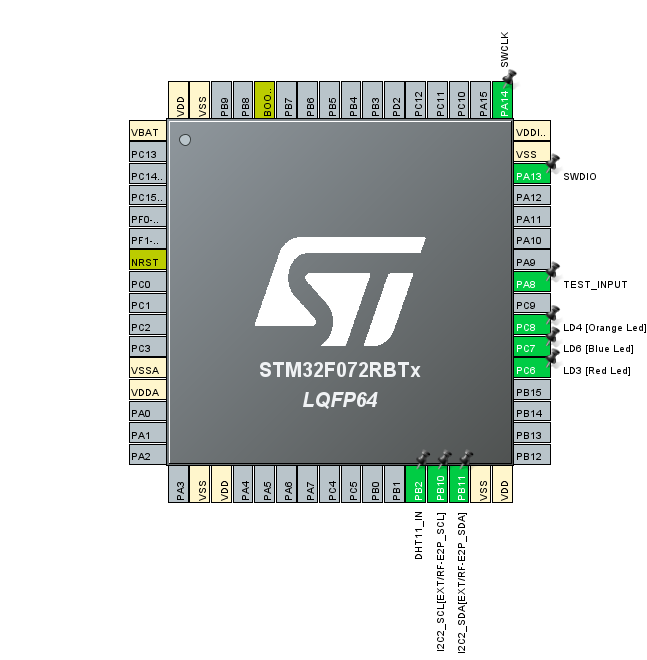 SWCLK
VDD
VSS
PB9
PB8
BOO..
PB7
PB6
PB5
PB4
PB3
PD2
PC12
PC11
PC10
PA15
PA14
VBAT
PC13
PC14..
PC15..
PF0-..
PF1-..
NRST
PC0
PC1
PC2
PC3
VSSA
VDDA
PA0
PA1
PA2
ST
STM32F072RBTx
LQFP64
VDDI..
VSS
PA13 SWDIO
PA12
PA11
PA10
PA9
PA8 TEST_INPUT
PC9
PC8 LD4 [Orange Led]
PC7 LD6 [Blue Led]
PC6 LD3 [Red Led]
PB15
PB14
PB13
PB12
PA3
VSS
VDD
PA4
PA5
PA6
PA7
PC4
PC5
PB0
PB1
PB2
PB10
PB11
VSS
VDD
DHT11_IN
I2C2_SCL[EXT/RF-E2P_SCL]
I2C2_SDA[EXT/RF-E2P_SDA]